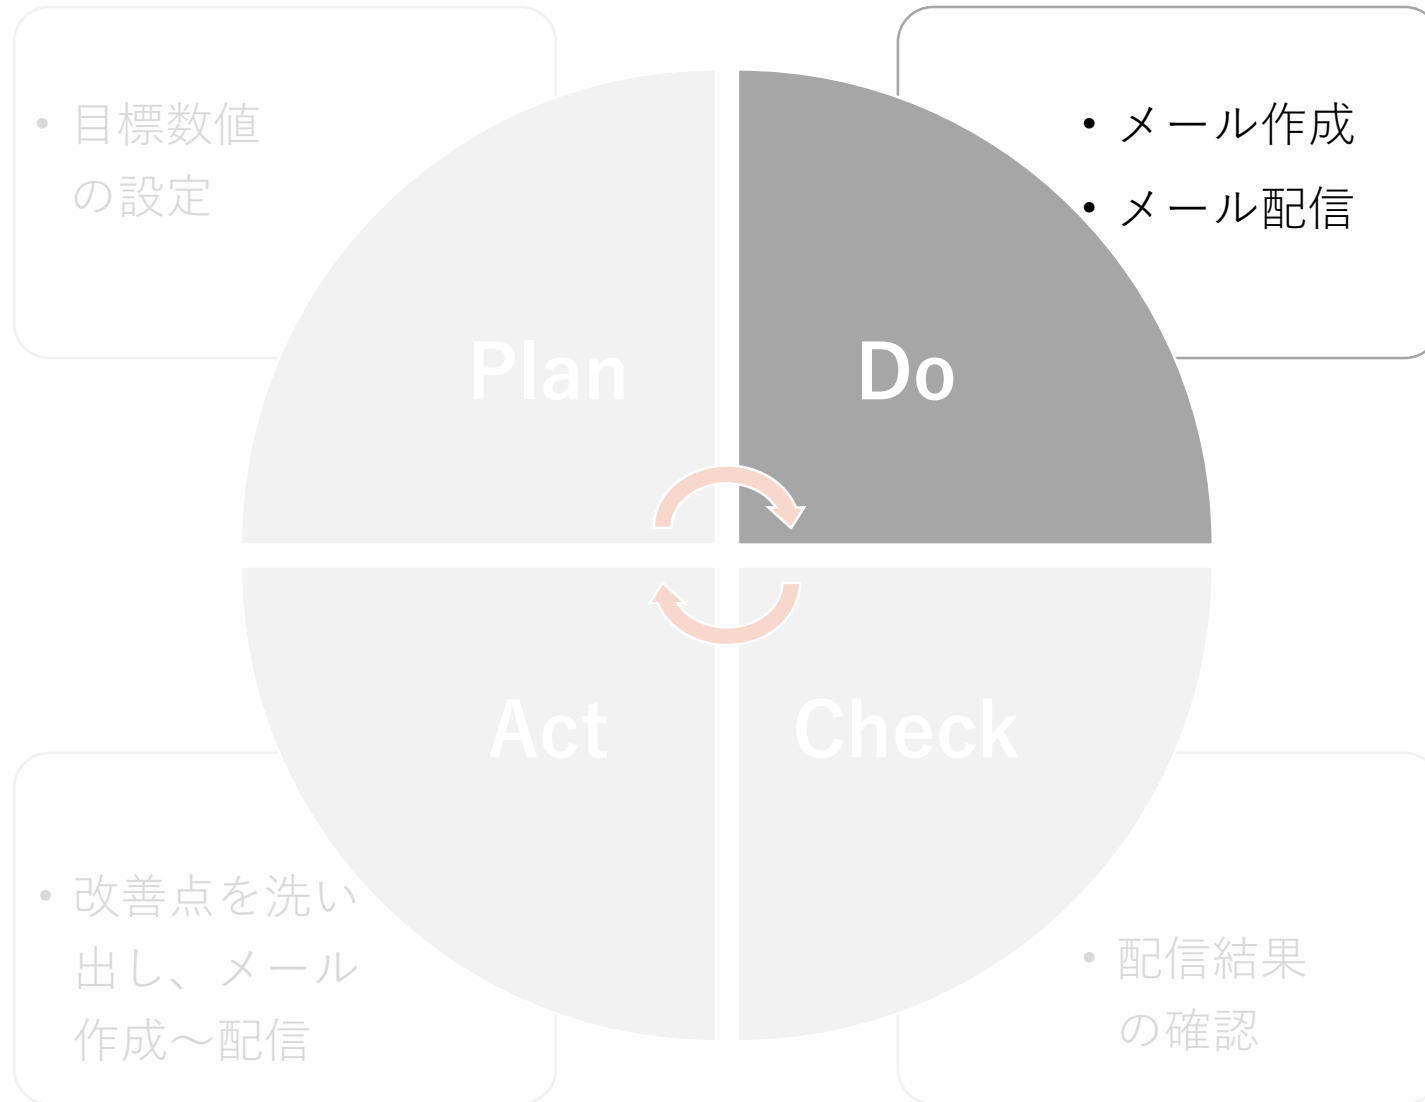 • 目標数値
の設定
Plan
• メール作成
• メール配信
Do
Act
• 改善点を洗い
出し、メール
作成～配信
Check
• 配信結果
の確認